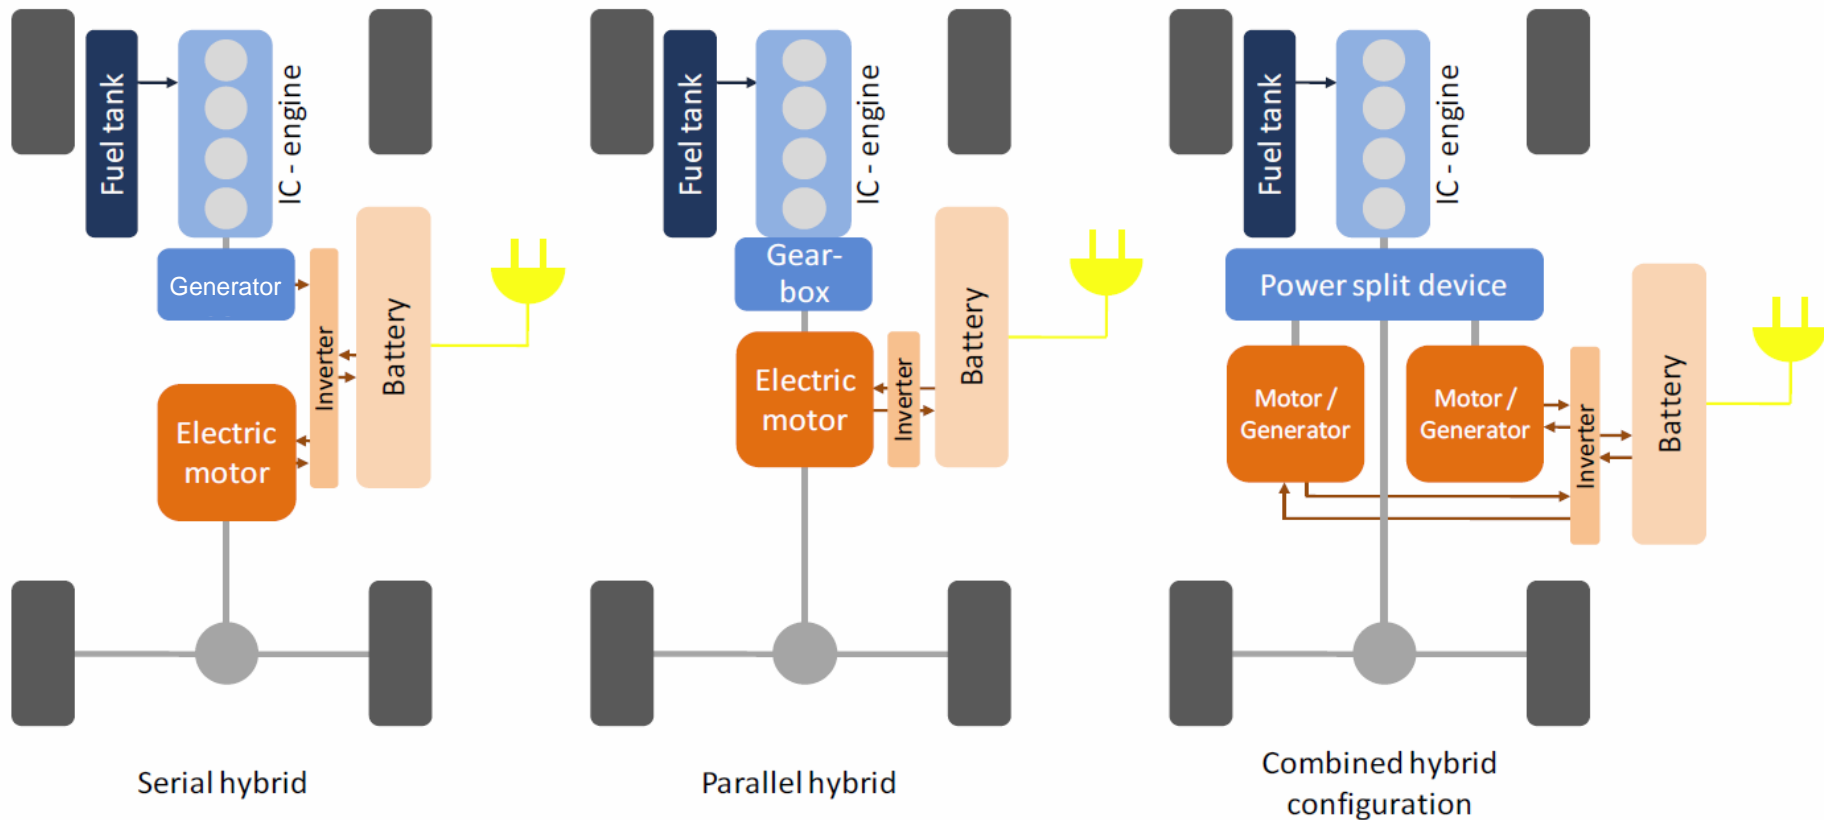 Fuel tank
IC - engine
Generator
Inverter
Battery
Electric
motor
Serial hybrid
Fuel tank
IC - engine
Gear-
box
Electric
motor
Inverter
Battery
Parallel hybrid
Fuel tank
IC - engine
Power split device
Motor /
Generator
Motor /
Generator
Inverter
Battery
Combined hybrid
configuration